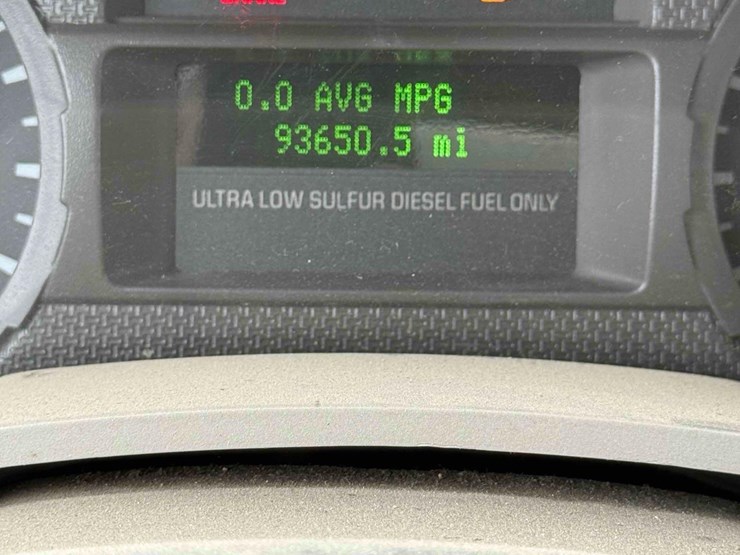 0.0 AVG MPG
93650.5 mi
ULTRA LOW SULFUR DIESEL FUEL ONLY